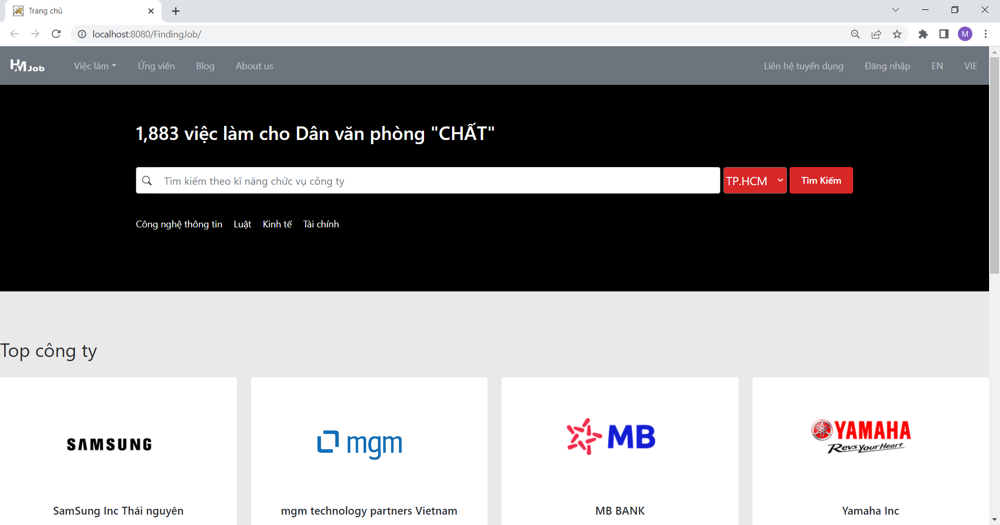 Trang chủ
localhost:8080/FindingJob/
M
HM Job
Việc làm
Ứng viên
Blog
About us
Liên hệ tuyển dụng
Đăng nhập
EN
VIE
1,883 việc làm cho Dân văn phòng "CHẤT"
Tìm kiếm theo kĩ năng chức vụ công ty
TP.HCM
Tìm Kiếm
Công nghệ thông tin
Luật
Kinh tế
Tài chính
Top công ty
SAMSUNG
mgm
MB
YAMAHA
Revs Your Heart
SamSung Inc Thái nguyên
mgm technology partners Vietnam
MB BANK
Yamaha Inc